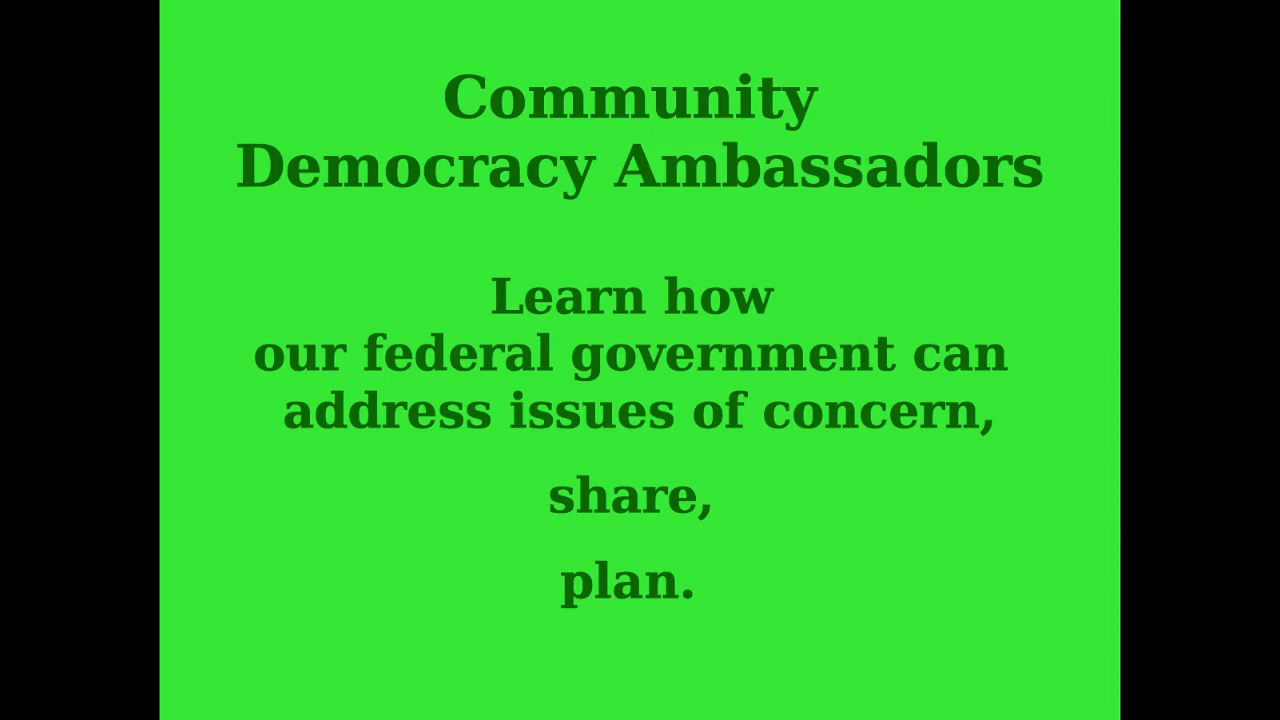 Community
Democracy Ambassadors
Learn how
our federal government can
address issues of concern,
share,
plan.